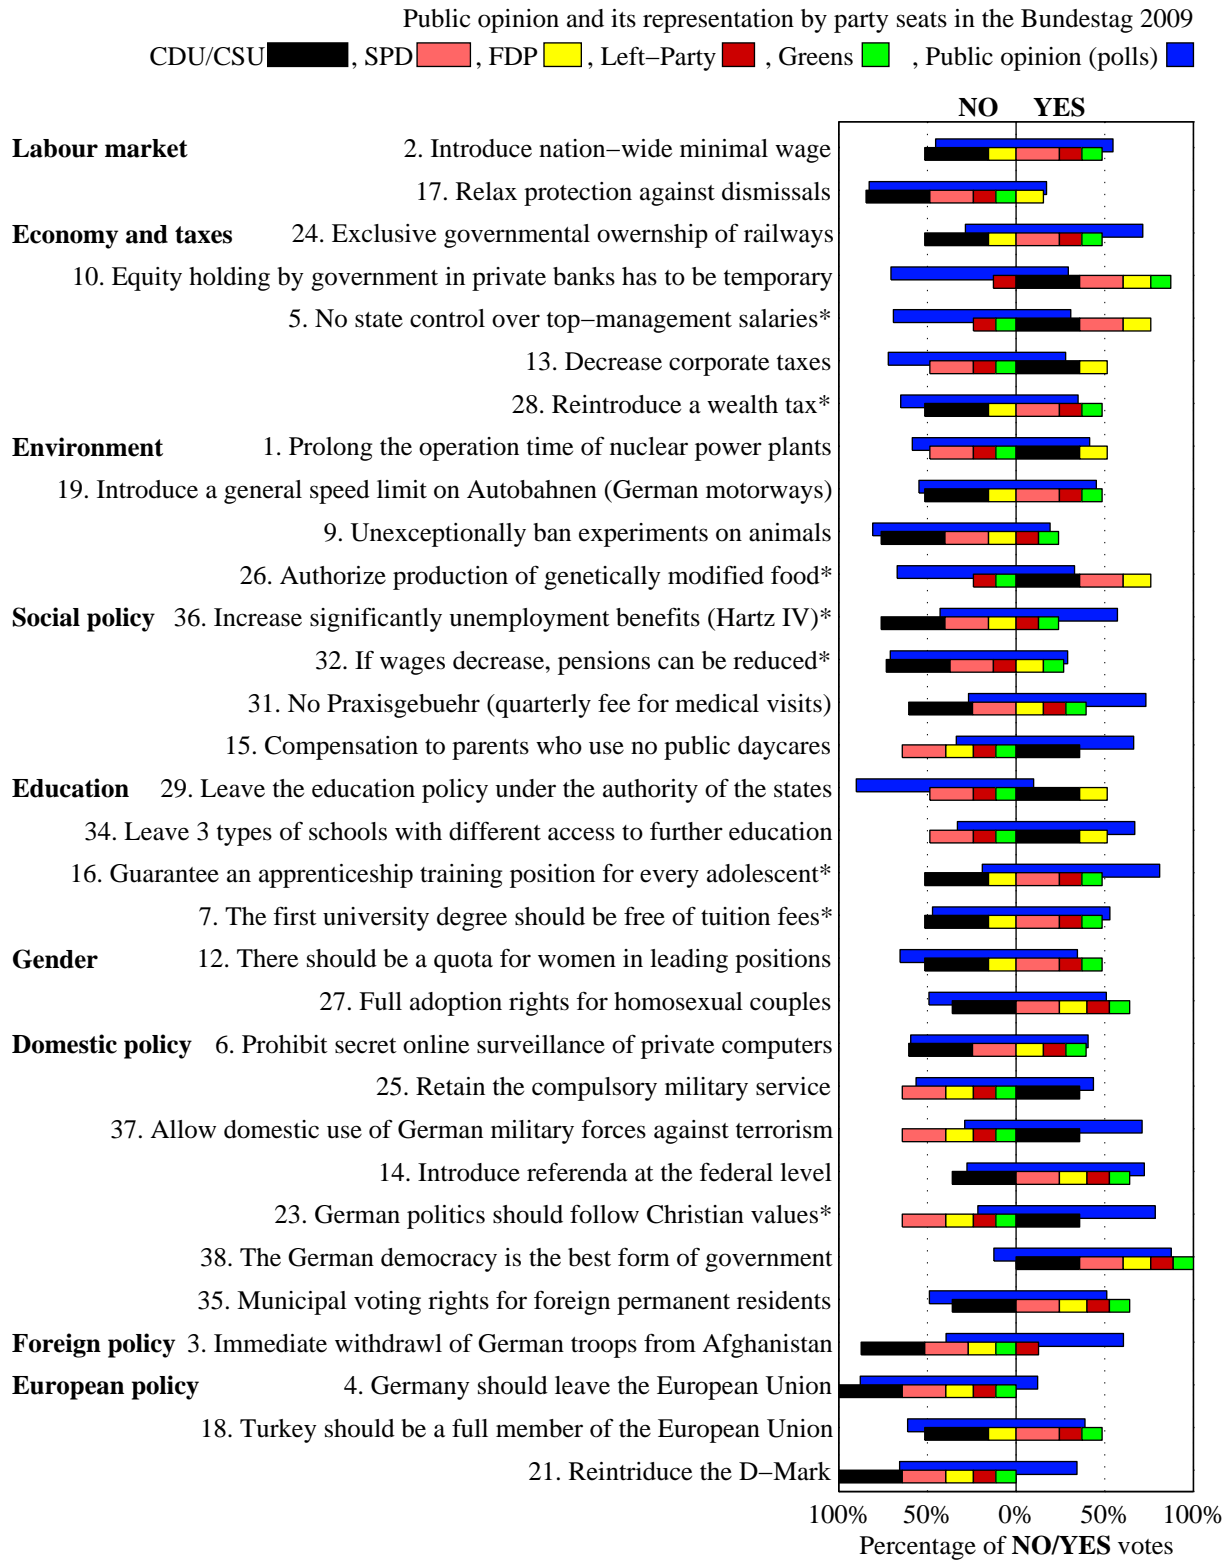 Public opinion and its representation by party seats in the Bundestag 2009
CDU/CSU , SPD , FDP , Left−Party , Greens , Public opinion (polls)
NO YES
Labour market 2. Introduce nation−wide minimal wage
17. Relax protection against dismissals
Economy and taxes 24. Exclusive governmental owernship of railways
10. Equity holding by government in private banks has to be temporary
5. No state control over top−management salaries*
13. Decrease corporate taxes
28. Reintroduce a wealth tax*
Environment 1. Prolong the operation time of nuclear power plants
19. Introduce a general speed limit on Autobahnen (German motorways)
9. Unexceptionally ban experiments on animals
26. Authorize production of genetically modified food*
Social policy 36. Increase significantly unemployment benefits (Hartz IV)*
32. If wages decrease, pensions can be reduced*
31. No Praxisgebuehr (quarterly fee for medical visits)
15. Compensation to parents who use no public daycares
Education 29. Leave the education policy under the authority of the states
34. Leave 3 types of schools with different access to further education
16. Guarantee an apprenticeship training position for every adolescent*
7. The first university degree should be free of tuition fees*
Gender 12. There should be a quota for women in leading positions
27. Full adoption rights for homosexual couples
Domestic policy 6. Prohibit secret online surveillance of private computers
25. Retain the compulsory military service
37. Allow domestic use of German military forces against terrorism
14. Introduce referenda at the federal level
23. German politics should follow Christian values*
38. The German democracy is the best form of government
35. Municipal voting rights for foreign permanent residents
Foreign policy 3. Immediate withdrawl of German troops from Afghanistan
European policy 4. Germany should leave the European Union
18. Turkey should be a full member of the European Union
21. Reintriduce the D−Mark
100% 50% 0% 50% 100%
Percentage of NO/YES votes